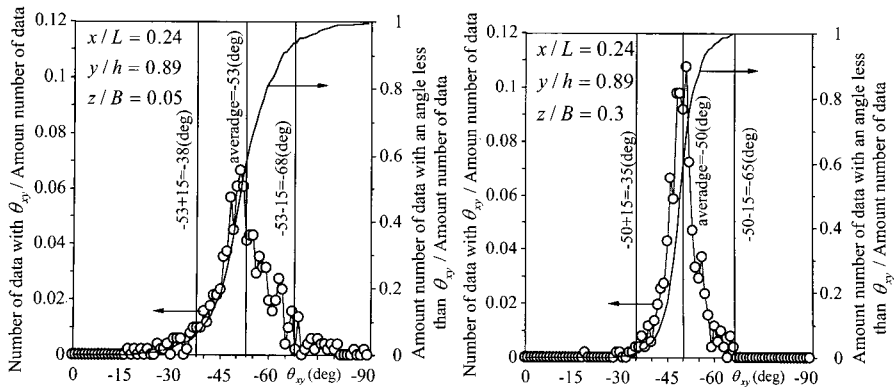 Number of data with θxy / Amoun number of data
0.12
0.1
0.08
0.06
0.04
0.02
0
x / L = 0.24
y / h = 0.89
z / B = 0.05
-53+15=-38(deg)
averadge=-53(deg)
-53-15=-68(deg)
1
0.8
0.6
0.4
0.2
0
0 -15 -45 -60 θxy (deg) -90
Amount number of data with an angle less
than θxy / Amount number of data
Number of data with θxy / Amount number of data
0.12
0.1
0.08
0.06
0.04
0.02
0
x / L = 0.24
y / h = 0.89
z / B = 0.3
-50+15=-35(deg)
averadge=-50(deg)
-50-15=-65(deg)
1
0.8
0.6
0.4
0.2
0
0 -15 -45 -60 θxy (deg) -90
Amount number of data with an angle less
than θxy / Amount number of data